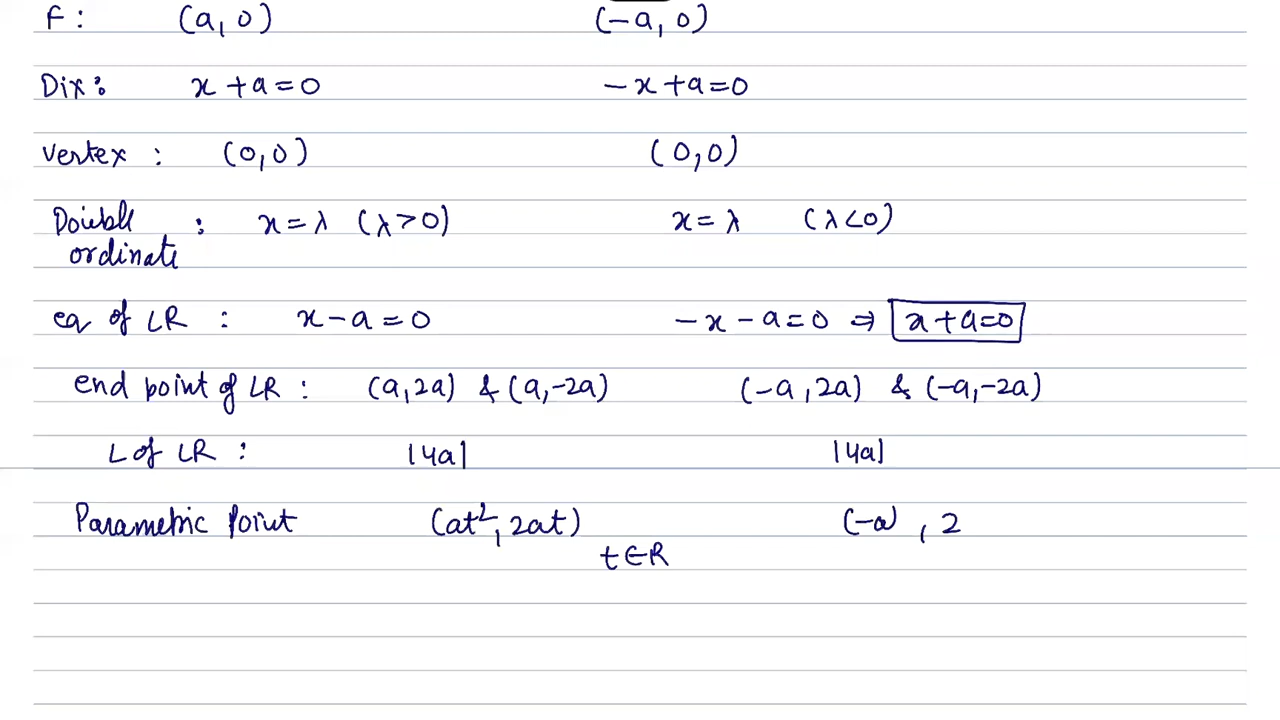 F: (a, 0) (-a, 0)
Dix: x + a = 0 -x + a = 0
Vertex : (0, 0) (0, 0)
Double : x = λ (λ > 0) x = λ (λ < 0)
ordinate
eq of LR : x - a = 0 -x - a = 0 ⇒ x + a = 0
end point of LR : (a, 2a) & (a, -2a) (-a, 2a) & (-a, -2a)
L of LR : |4a| |4a|
Parametric Point (at², 2at) (-a) , 2
t ∈ R